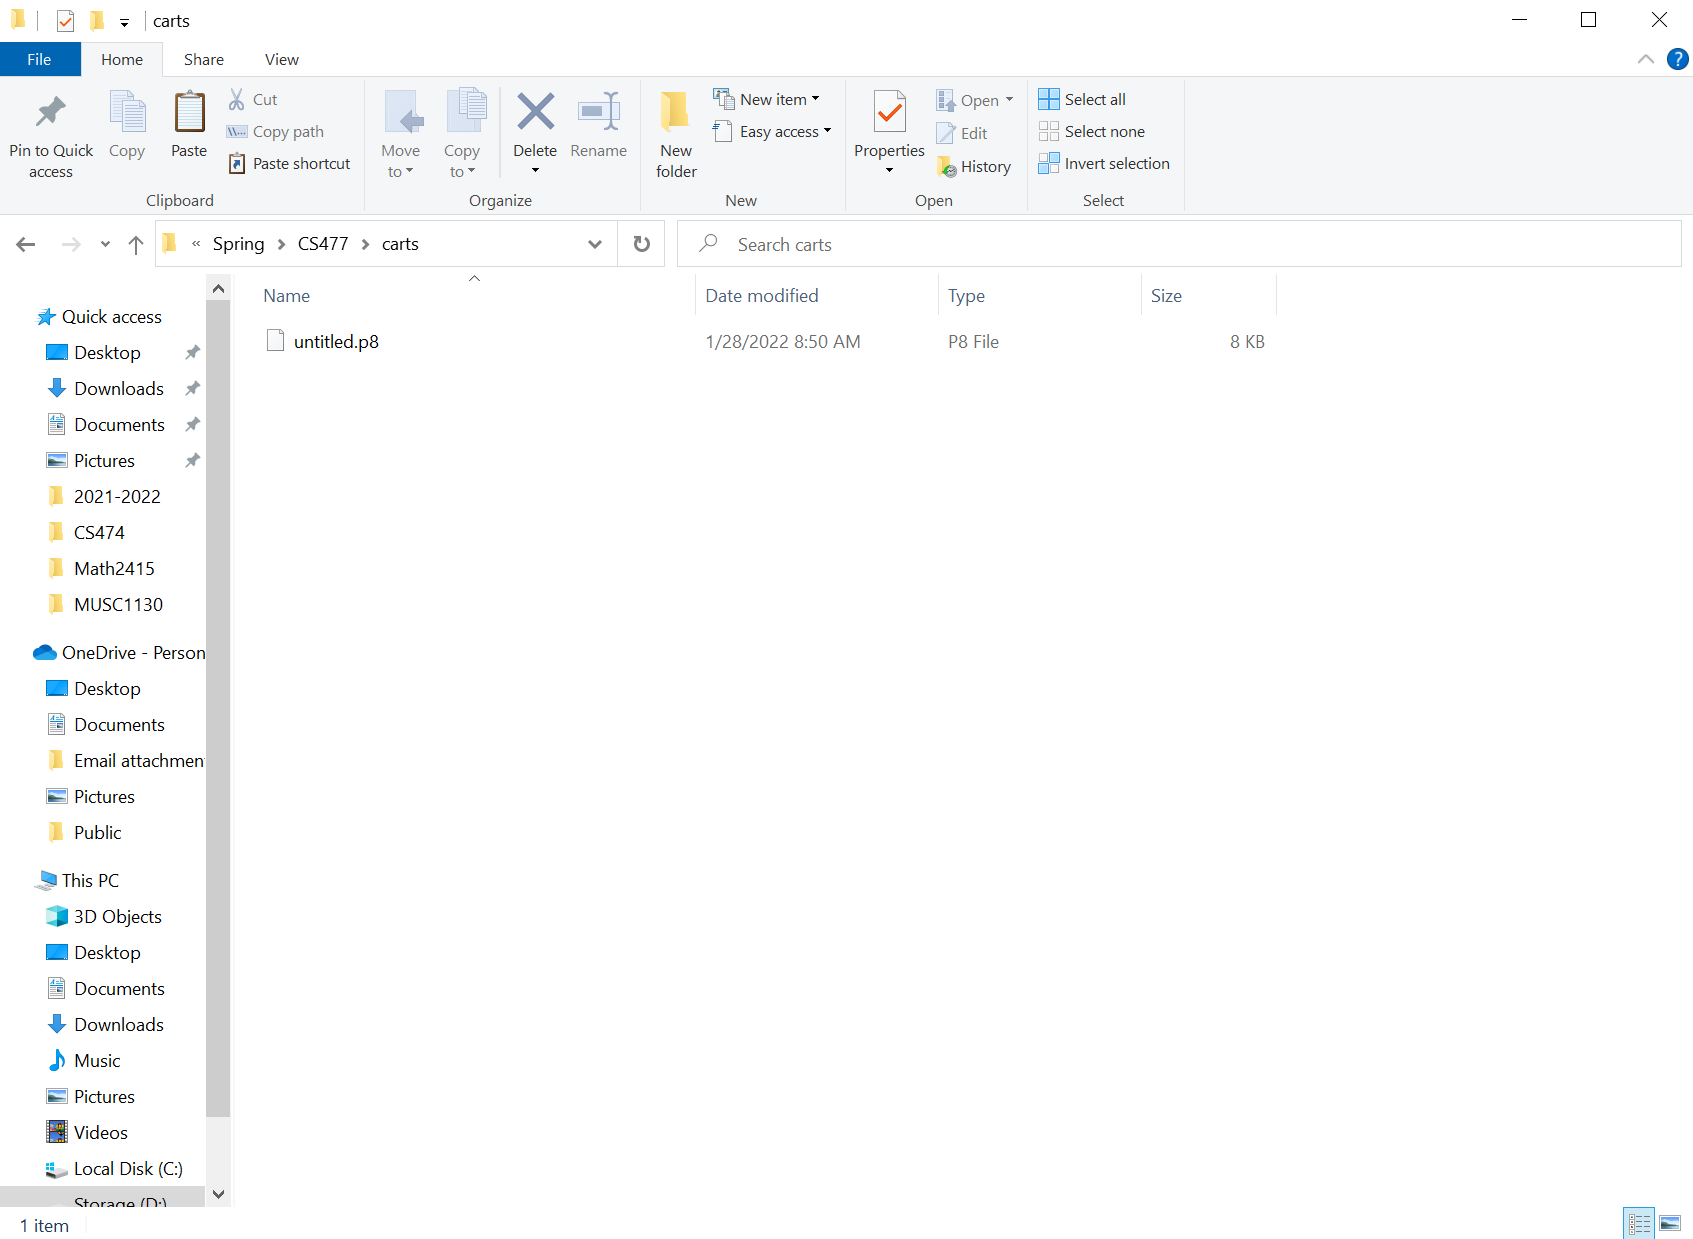 carts
File Home Share View
Pin to Quick access
Copy
Paste
Cut
Copy path
Paste shortcut
Clipboard
Move to
Copy to
Delete
Rename
Organize
New folder
New item
Easy access
New
Properties
Open
Edit
History
Open
Select all
Select none
Invert selection
Select
« Spring > CS477 > carts
Search carts
Name Date modified Type Size
untitled.p8 1/28/2022 8:50 AM P8 File 8 KB
Quick access
Desktop
Downloads
Documents
Pictures
2021-2022
CS474
Math2415
MUSC1130
OneDrive - Person
Desktop
Documents
Email attachmen
Pictures
Public
This PC
3D Objects
Desktop
Documents
Downloads
Music
Pictures
Videos
Local Disk (C:)
Storage (D:)
1 item